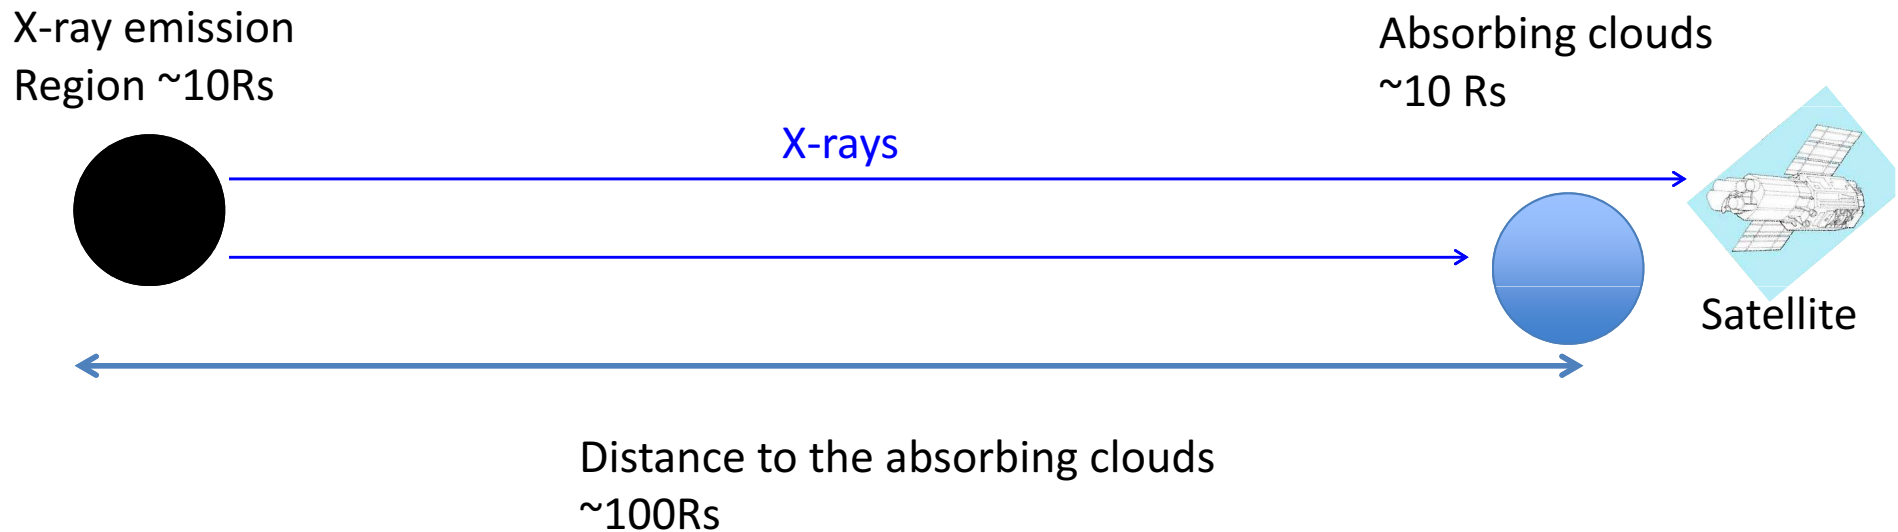 X-ray emission
Region ~10Rs
Absorbing clouds
~10 Rs
X-rays
Satellite
Distance to the absorbing clouds
~100Rs